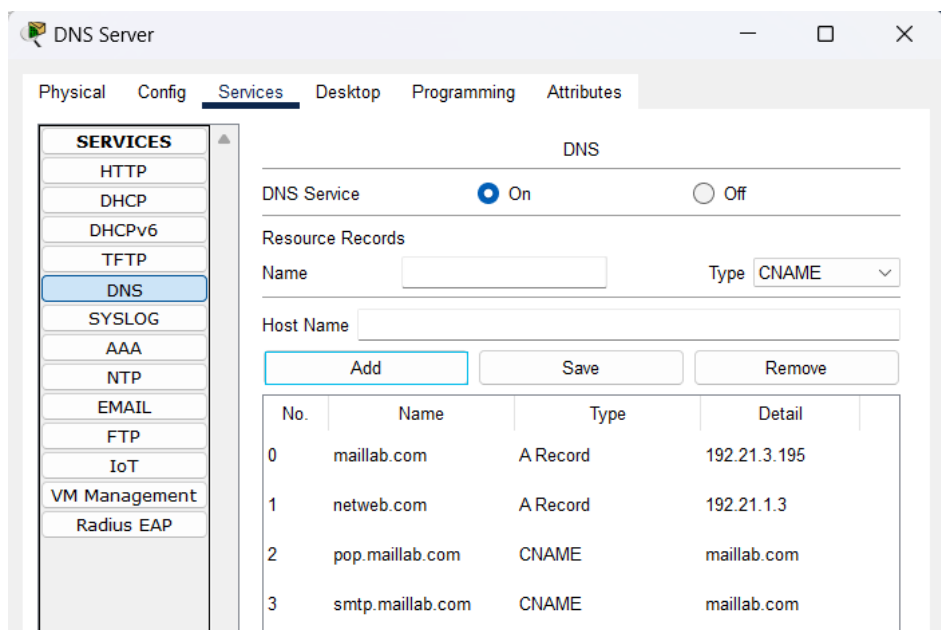 DNS Server
Physical Config Services Desktop Programming Attributes
SERVICES
HTTP
DHCP
DHCPv6
TFTP
DNS
SYSLOG
AAA
NTP
EMAIL
FTP
IoT
VM Management
Radius EAP
DNS
DNS Service On Off
Resource Records
Name Type CNAME
Host Name
Add Save Remove
No. Name Type Detail
0 maillab.com A Record 192.21.3.195
1 netweb.com A Record 192.21.1.3
2 pop.maillab.com CNAME maillab.com
3 smtp.maillab.com CNAME maillab.com